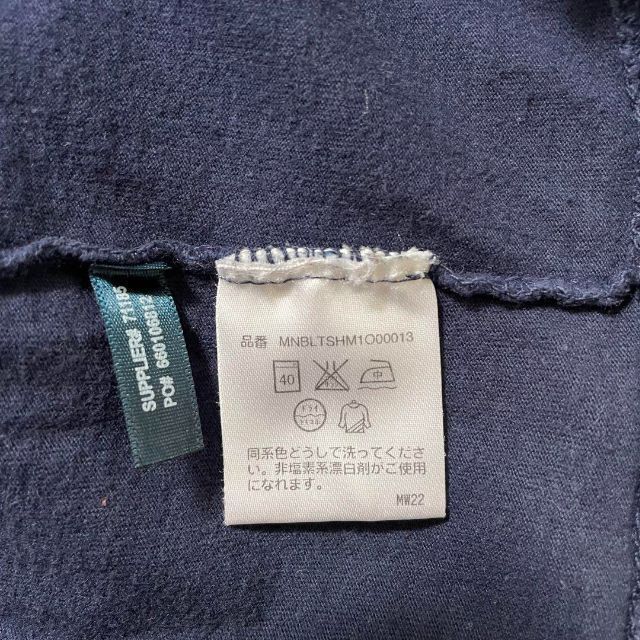 SUPPLIER#
PO# 660106812
品番 MNBLTSHM1O00013
40
中
ドライ
同系色どうしで洗ってくださ
い。非塩素系漂白剤がご使用
になれます。
MW22